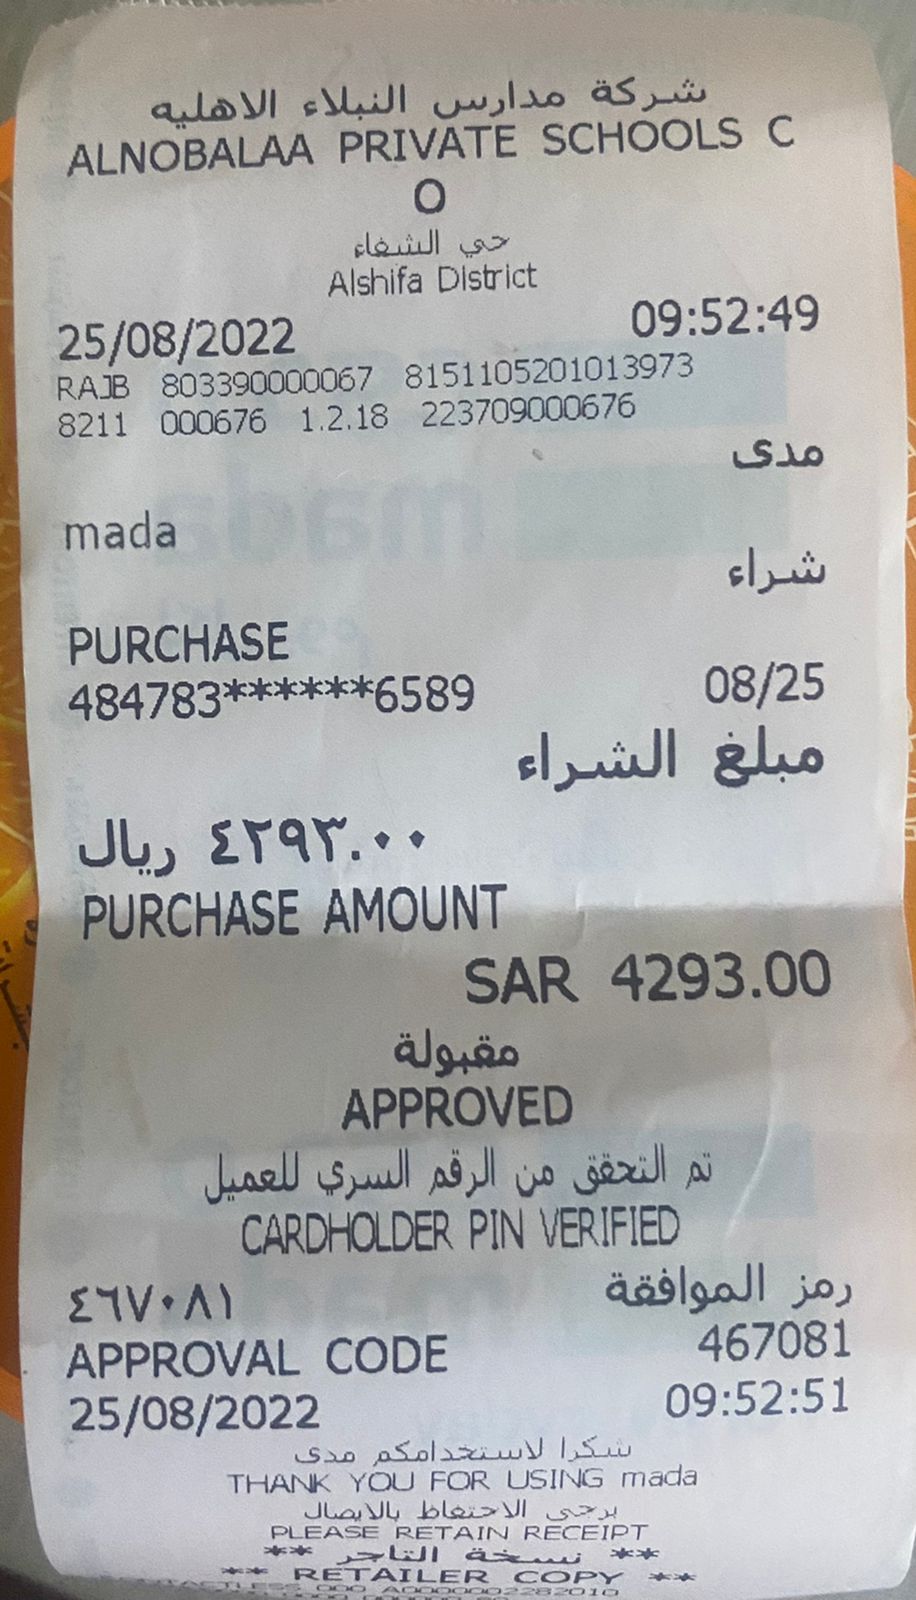 شركة مدارس النبلاء الاهليه
ALNOBALAA PRIVATE SCHOOLS C
O
حي الشفاء
Alshifa District
25/08/2022 09:52:49
RAJB 803390000067 8151105201013973
8211 000676 1.2.18 223709000676
مدى
mada
شراء
PURCHASE
484783******6589 08/25
مبلغ الشراء
٤٢٩٣.٠٠ ريال
PURCHASE AMOUNT
SAR 4293.00
مقبولة
APPROVED
تم التحقق من الرقم السري للعميل
CARDHOLDER PIN VERIFIED
رمز الموافقة ٤٦٧٠٨١
APPROVAL CODE 467081
25/08/2022 09:52:51
شكرا لاستخدامكم مدى
THANK YOU FOR USING mada
يرجى الاحتفاظ بالايصال
PLEASE RETAIN RECEIPT
** نسخة التاجر **
** RETAILER COPY **
000 A0000002282010